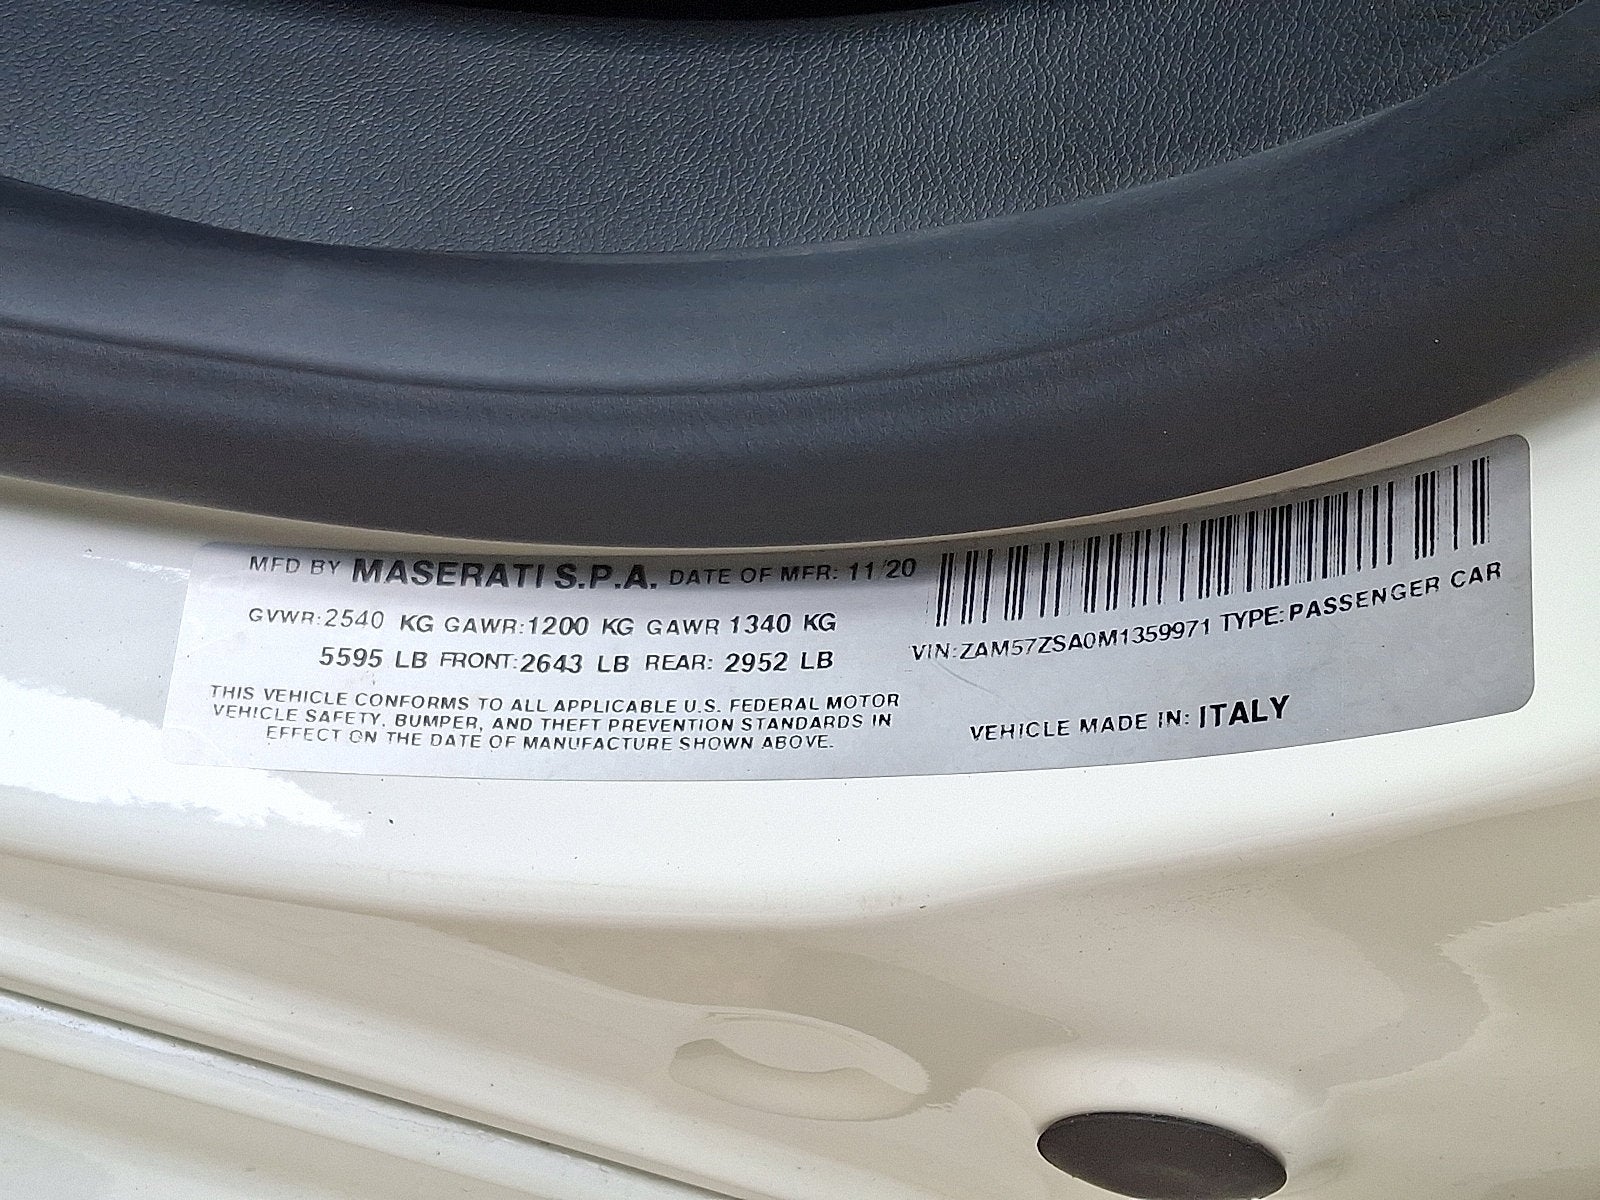 MFD BY MASERATI S.P.A. DATE OF MFR: 11/20
GVWR:2540 KG GAWR:1200 KG GAWR 1340 KG
5595 LB FRONT:2643 LB REAR: 2952 LB
THIS VEHICLE CONFORMS TO ALL APPLICABLE U.S. FEDERAL MOTOR
VEHICLE SAFETY, BUMPER, AND THEFT PREVENTION STANDARDS IN
EFFECT ON THE DATE OF MANUFACTURE SHOWN ABOVE.
VIN:ZAM57ZSA0M1359971 TYPE:PASSENGER CAR
VEHICLE MADE IN: ITALY